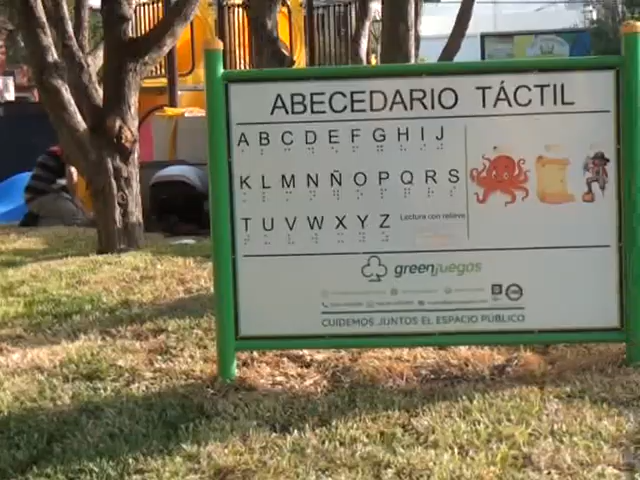 ABECEDARIO TÁCTIL
A B C D E F G H I J
K L M N Ñ O P Q R S
T U V W X Y Z
Lectura con relieve
greenjuegos
CUIDEMOS JUNTOS EL ESPACIO PÚBLICO